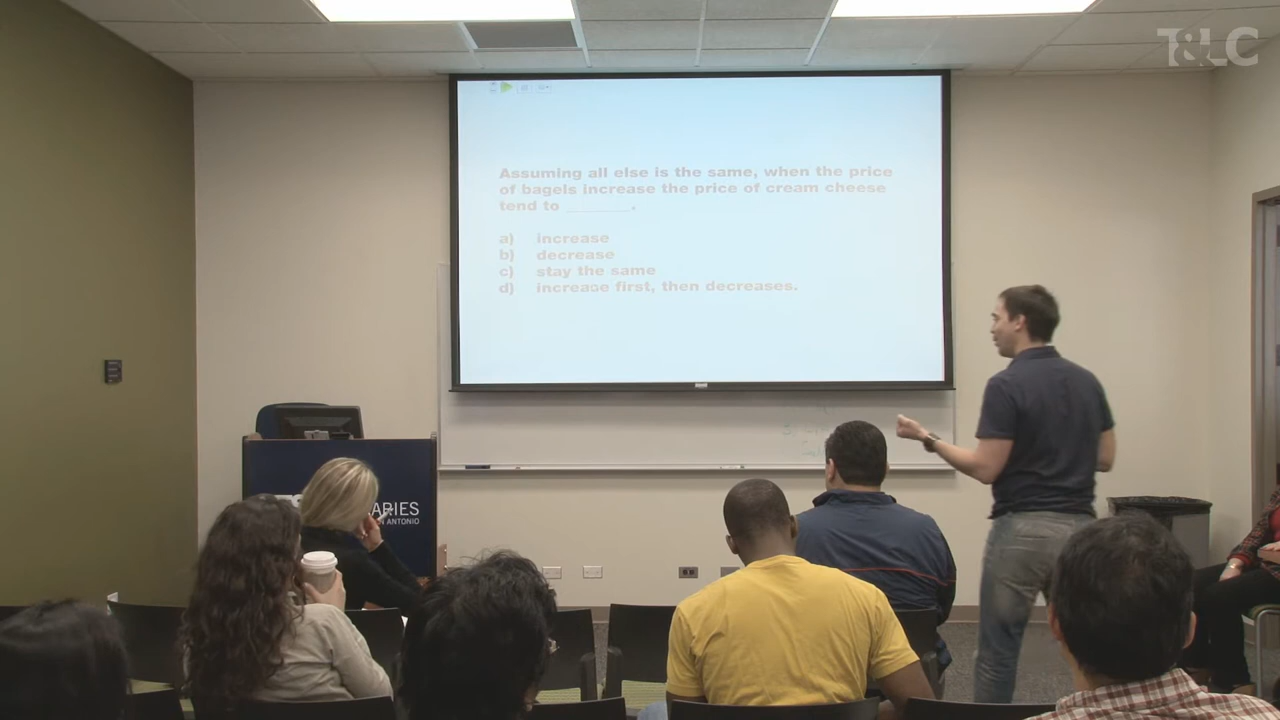 T&LC
Assuming all else is the same, when the price
of bagels increase the price of cream cheese
tend to _______.
a) increase
b) decrease
c) stay the same
d) increase first, then decreases.
ARIES
N ANTONIO